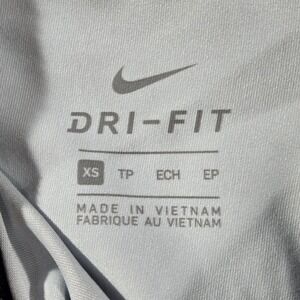 DRI-FIT
XS TP ECH EP
MADE IN VIETNAM
FABRIQUE AU VIETNAM